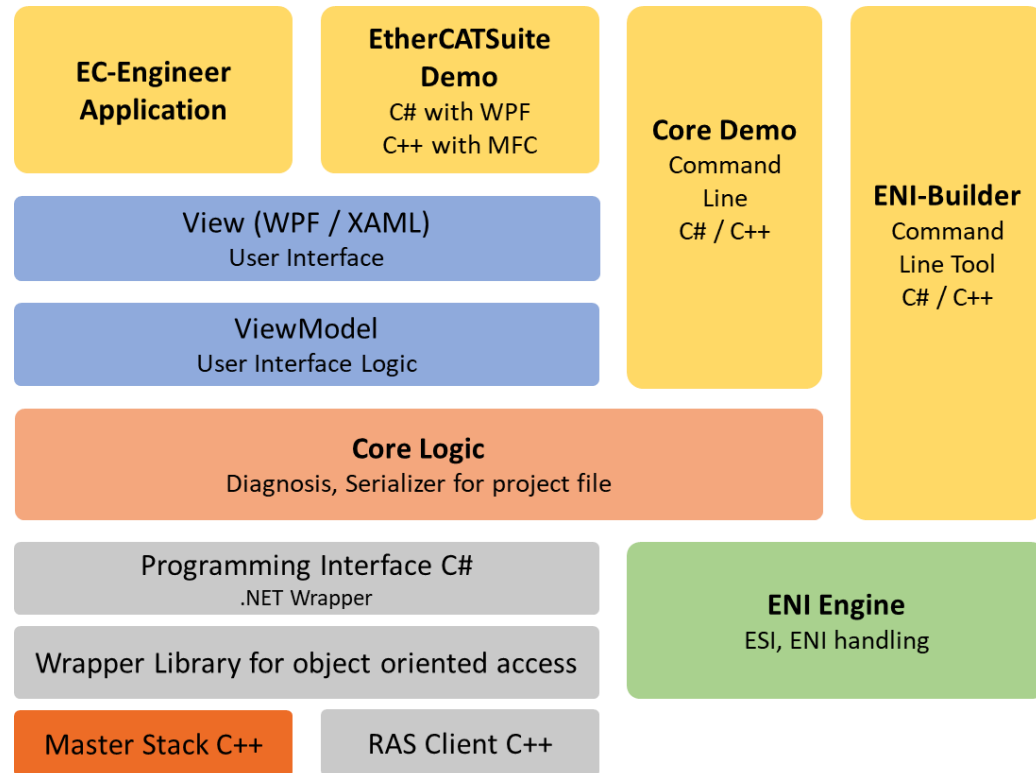 EC-Engineer
Application
EtherCATSuite
Demo
C# with WPF
C++ with MFC
Core Demo
Command
Line
C# / C++
ENI-Builder
Command
Line Tool
C# / C++
View (WPF / XAML)
User Interface
ViewModel
User Interface Logic
Core Logic
Diagnosis, Serializer for project file
Programming Interface C#
.NET Wrapper
Wrapper Library for object oriented access
ENI Engine
ESI, ENI handling
Master Stack C++
RAS Client C++